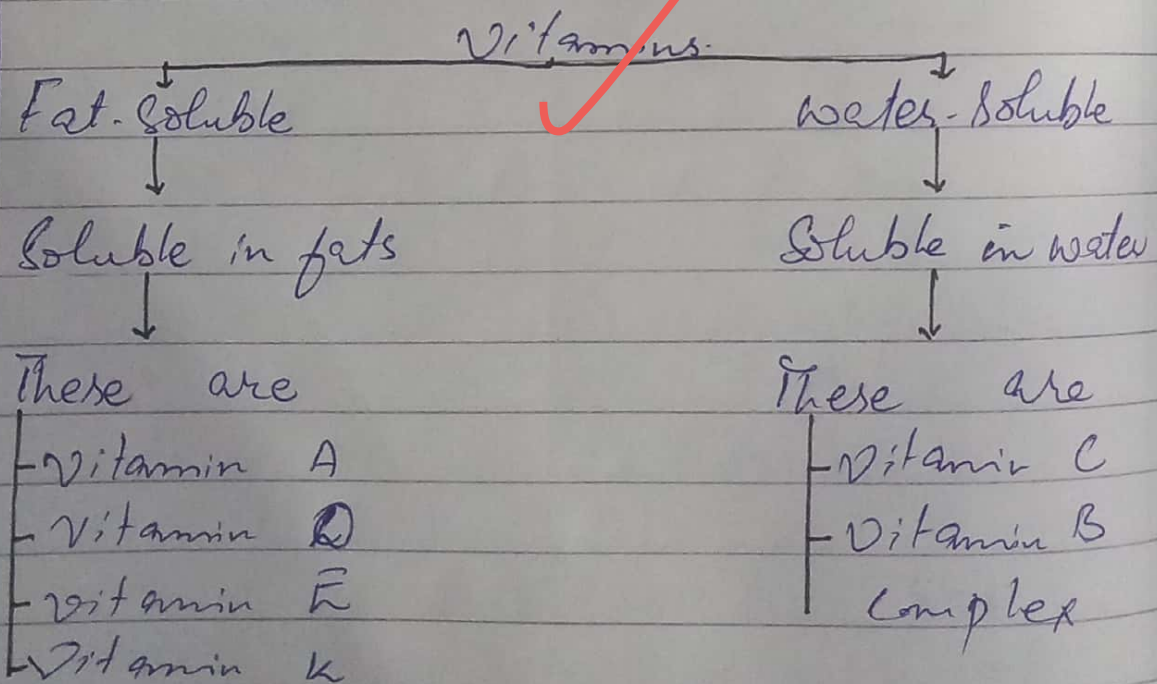 Vitamins.
Fat-Soluble
Water-Soluble
Soluble in fats
Soluble in water
These are
Vitamin A
Vitamin D
Vitamin E
Vitamin K
These are
Vitamin C
Vitamin B
Complex